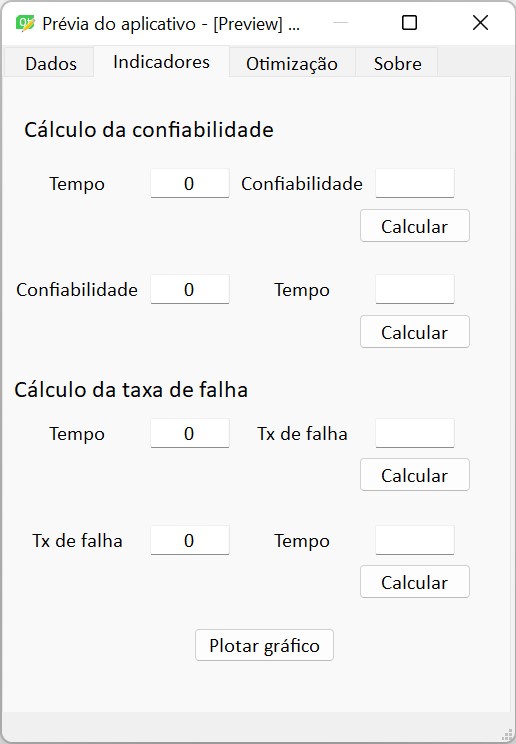 Prévia do aplicativo - [Preview] ...
Dados Indicadores Otimização Sobre
Cálculo da confiabilidade
Tempo 0 Confiabilidade
Calcular
Confiabilidade 0 Tempo
Calcular
Cálculo da taxa de falha
Tempo 0 Tx de falha
Calcular
Tx de falha 0 Tempo
Calcular
Plotar gráfico